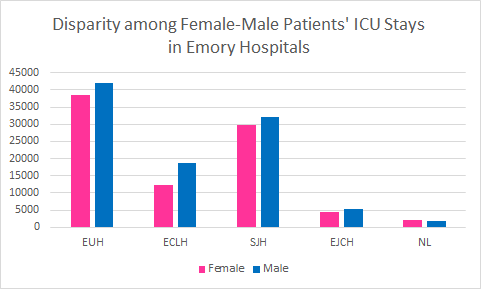 Disparity among Female-Male Patients' ICU Stays
in Emory Hospitals
45000
40000
35000
30000
25000
20000
15000
10000
5000
0
EUH ECLH SJH EJCH NL
Female Male